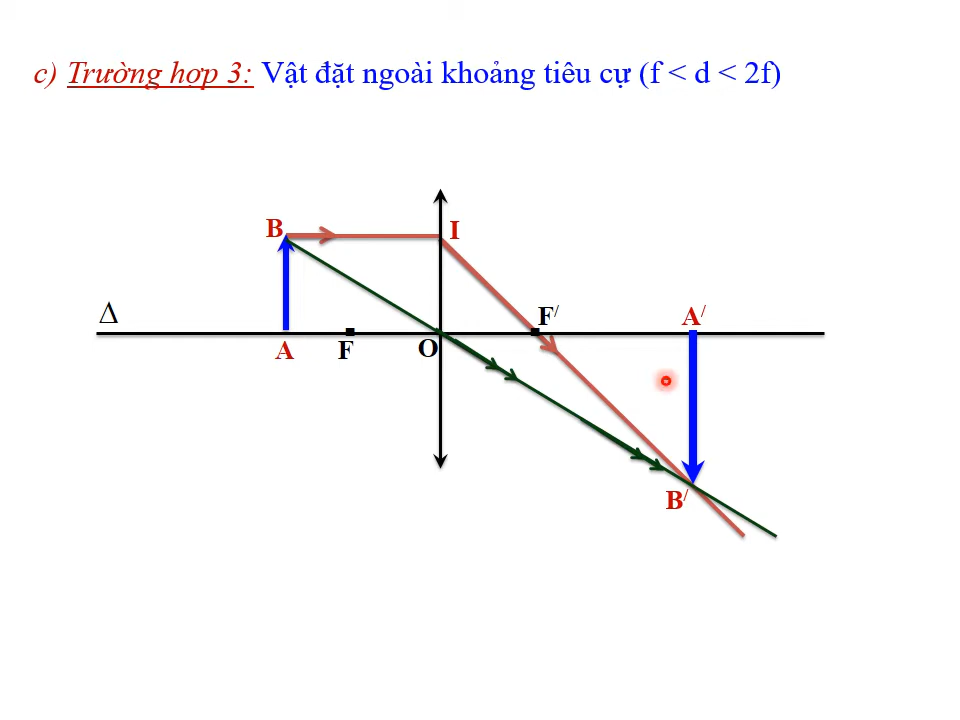 c) Trường hợp 3: Vật đặt ngoài khoảng tiêu cự (f < d < 2f)
B I
Δ F/ A/
A F O
B/